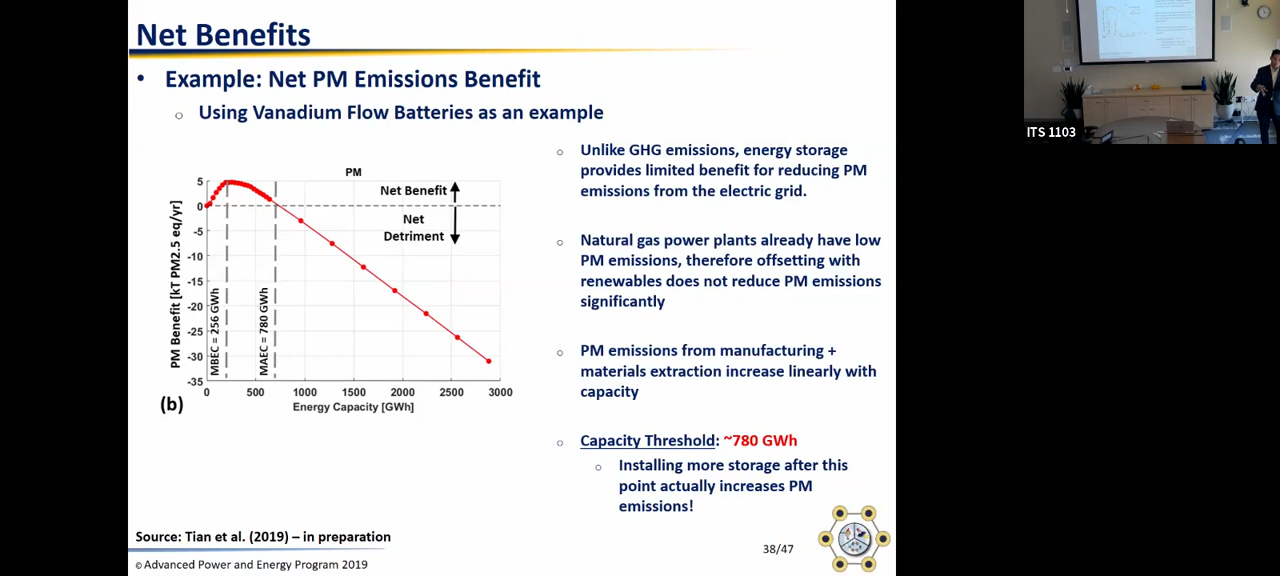 Net Benefits
• Example: Net PM Emissions Benefit
○ Using Vanadium Flow Batteries as an example
PM
Net Benefit
Net
Detriment
PM Benefit [kT PM2.5 eq/yr]
5
0
-5
-10
-15
-20
-25
-30
-35
MBEC = 256 GWh
MAEC = 780 GWh
0 500 1000 1500 2000 2500 3000
Energy Capacity [GWh]
(b)
○ Unlike GHG emissions, energy storage
provides limited benefit for reducing PM
emissions from the electric grid.
○ Natural gas power plants already have low
PM emissions, therefore offsetting with
renewables does not reduce PM emissions
significantly
○ PM emissions from manufacturing +
materials extraction increase linearly with
capacity
○ Capacity Threshold: ~780 GWh
○ Installing more storage after this
point actually increases PM
emissions!
Source: Tian et al. (2019) – in preparation
© Advanced Power and Energy Program 2019
38/47
ITS 1103